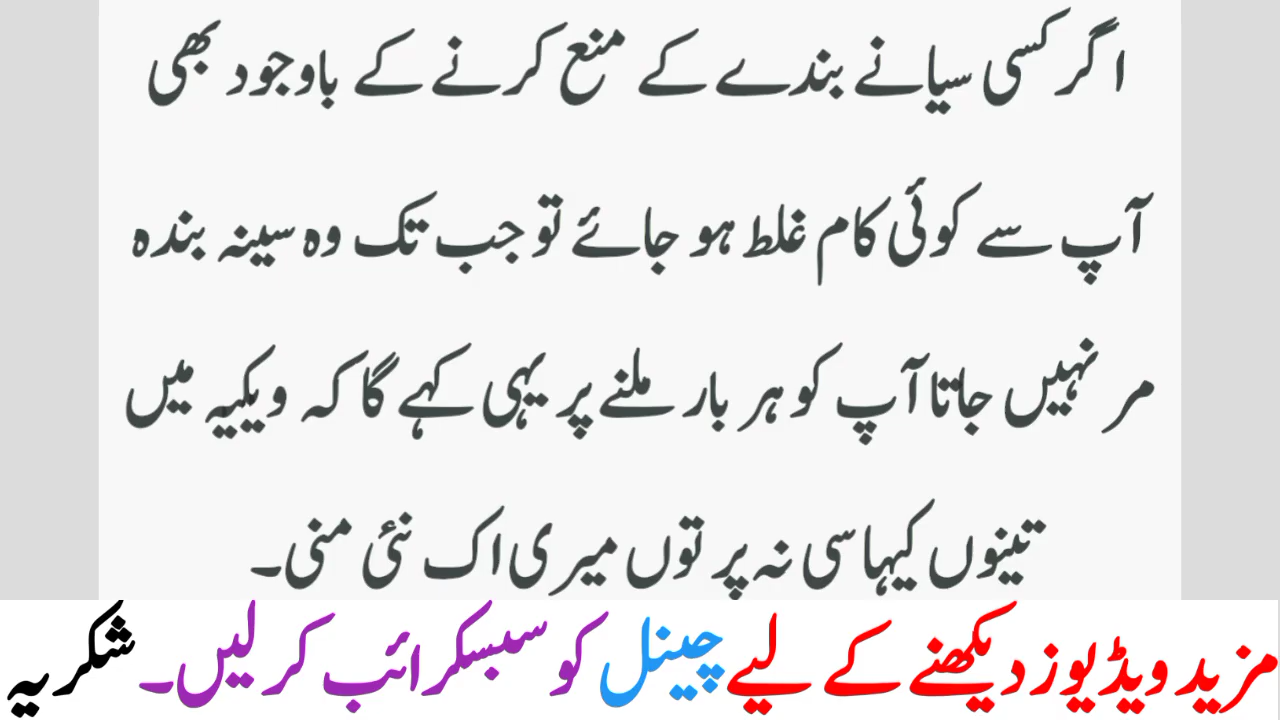 اگر کسی سیانے بندے کے منع کرنے کے باوجود بھی
آپ سے کوئی کام غلط ہو جائے تو جب تک وہ سینہ بندہ
مر نہیں جاتا آپ کو ہر بار ملنے پر یہی کہے گا کہ ویکیہ میں
تینوں کیہا سی نہ پر توں میری اک نئی منی۔
مزید ویڈیوز دیکھنے کے لیے چینل کو سبسکرائب کر لیں۔ شکریہ